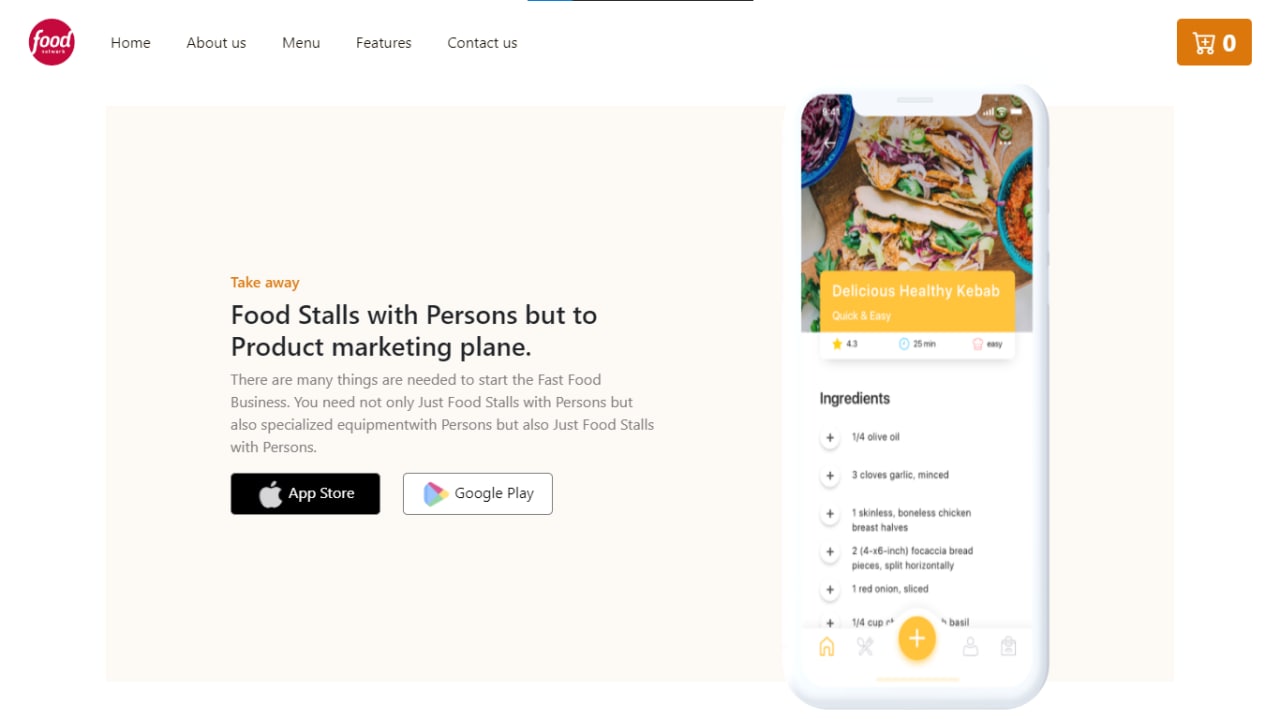 food
network
Home About us Menu Features Contact us
0
Take away
Food Stalls with Persons but to
Product marketing plane.
There are many things are needed to start the Fast Food
Business. You need not only Just Food Stalls with Persons but
also specialized equipmentwith Persons but also Just Food Stalls
with Persons.
App Store Google Play
9:41
Delicious Healthy Kebab
Quick & Easy
4.3 25 min easy
Ingredients
1/4 olive oil
3 cloves garlic, minced
1 skinless, boneless chicken
breast halves
2 (4-x6-inch) focaccia bread
pieces, split horizontally
1 red onion, sliced
1/4 cup basil